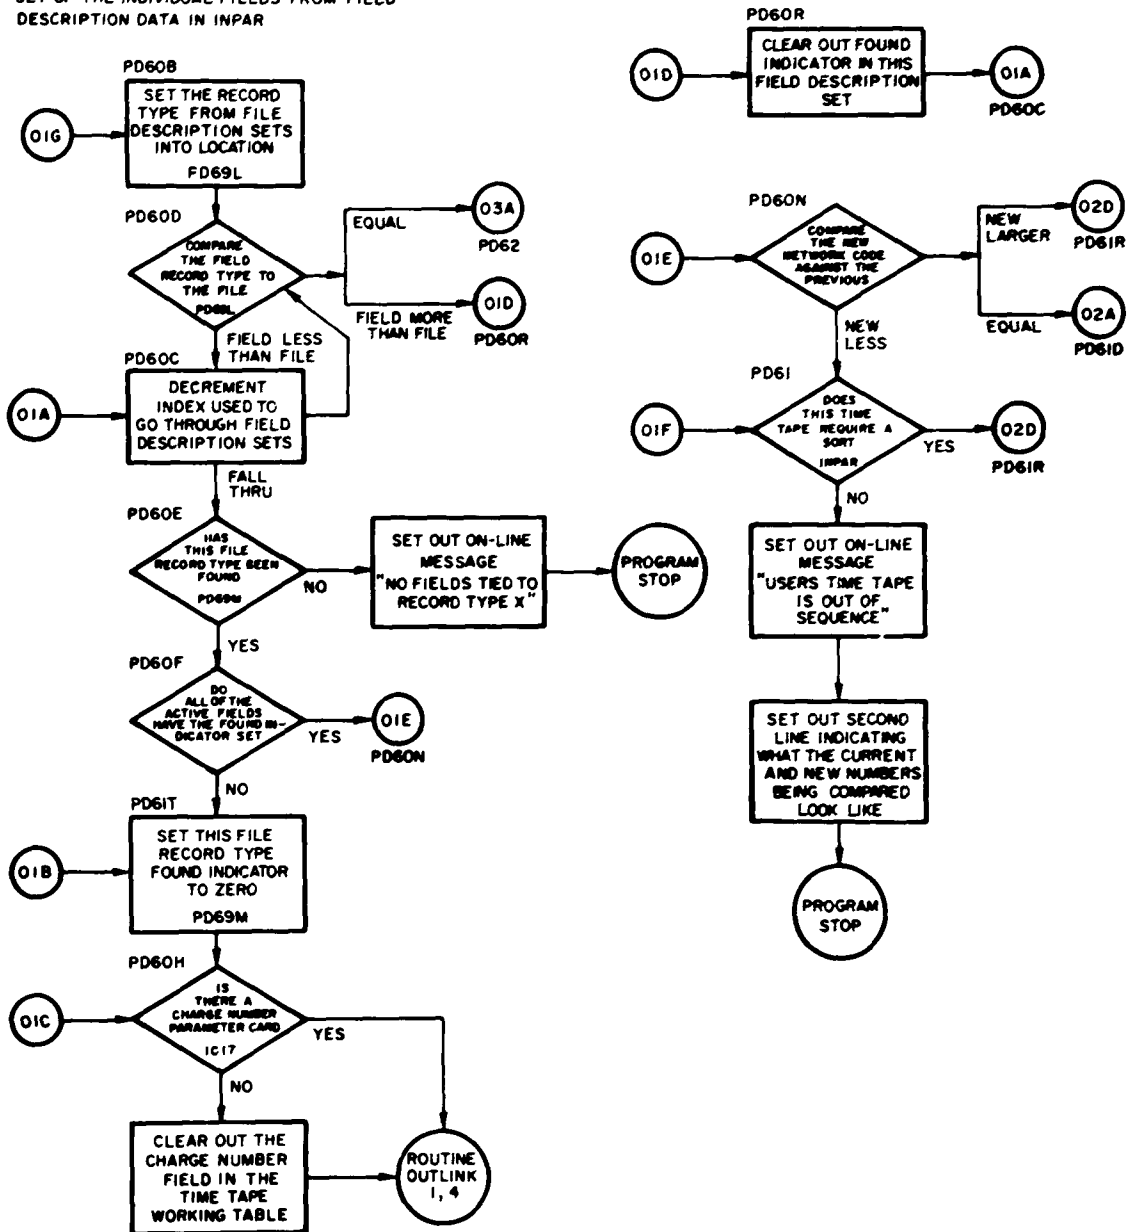 SET OF THE INDIVIDUAL FIELDS FROM FIELD
DESCRIPTION DATA IN INPAR
PD60B
01G
SET THE RECORD
TYPE FROM FILE
DESCRIPTION SETS
INTO LOCATION
FD69L
PD60D
COMPARE
THE FIELD
RECORD TYPE TO
THE FILE
PD69L
EQUAL
03A
PD62
01D
FIELD MORE
THAN FILE
PD60R
FIELD LESS
THAN FILE
PD60C
01A
DECREMENT
INDEX USED TO
GO THROUGH FIELD
DESCRIPTION SETS
FALL
THRU
PD60E
HAS
THIS FILE
RECORD TYPE BEEN
FOUND
PD69M
NO
SET OUT ON-LINE
MESSAGE
"NO FIELDS TIED TO
RECORD TYPE X"
PROGRAM
STOP
YES
PD60F
DO
ALL OF THE
ACTIVE FIELDS
HAVE THE FOUND IN-
DICATOR SET
YES
01E
PD60N
NO
PD61T
01B
SET THIS FILE
RECORD TYPE
FOUND INDICATOR
TO ZERO
PD69M
PD60H
01C
IS
THERE A
CHARGE NUMBER
PARAMETER CARD
IC17
YES
NO
CLEAR OUT THE
CHARGE NUMBER
FIELD IN THE
TIME TAPE
WORKING TABLE
ROUTINE
OUTLINK
1, 4
PD60R
01D
CLEAR OUT FOUND
INDICATOR IN THIS
FIELD DESCRIPTION
SET
01A
PD60C
PD60N
01E
COMPARE
THE NEW
NETWORK CODE
AGAINST THE
PREVIOUS
NEW
LARGER
02D
PD61R
EQUAL
02A
PD61D
NEW
LESS
PD61
01F
DOES
THIS TIME
TAPE REQUIRE A
SORT
INPAR
YES
02D
PD61R
NO
SET OUT ON-LINE
MESSAGE
"USERS TIME TAPE
IS OUT OF
SEQUENCE"
SET OUT SECOND
LINE INDICATING
WHAT THE CURRENT
AND NEW NUMBERS
BEING COMPARED
LOOK LIKE
PROGRAM
STOP